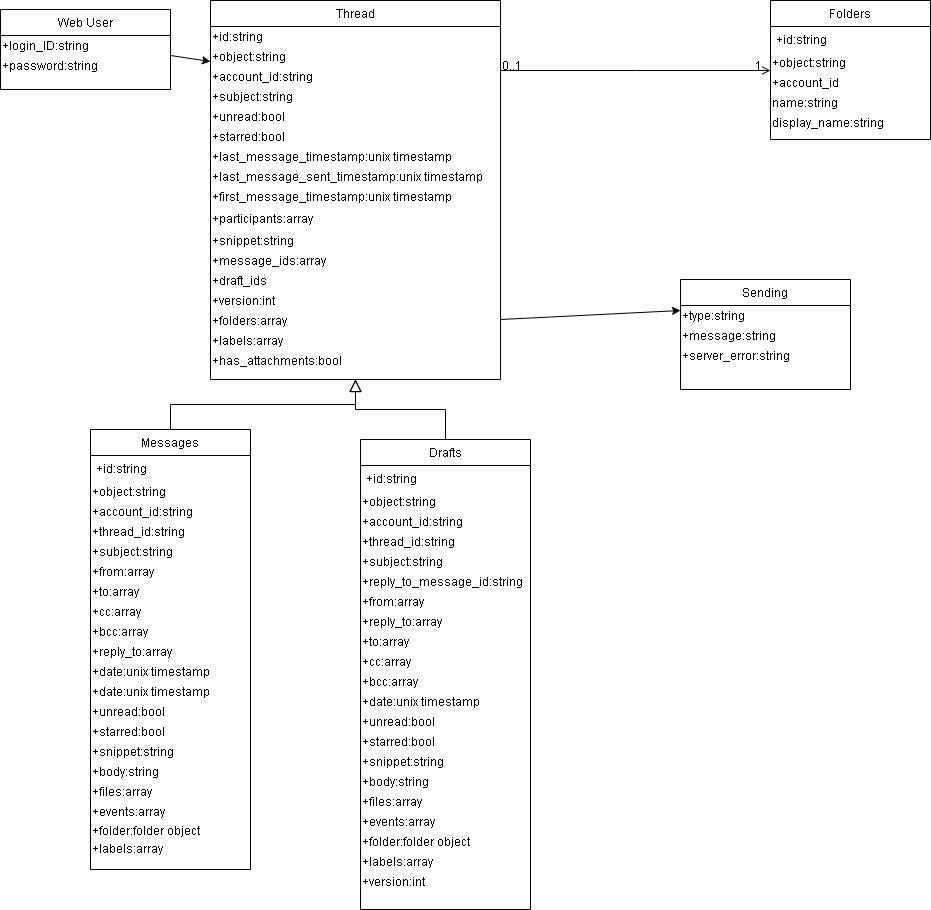 Web User
+login_ID:string
+password:string
Thread
+id:string
+object:string
+account_id:string
+subject:string
+unread:bool
+starred:bool
+last_message_timestamp:unix timestamp
+last_message_sent_timestamp:unix timestamp
+first_message_timestamp:unix timestamp
+participants:array
+snippet:string
+message_ids:array
+draft_ids
+version:int
+folders:array
+labels:array
+has_attachments:bool
0..1
1
Folders
+id:string
+object:string
+account_id
name:string
display_name:string
Sending
+type:string
+message:string
+server_error:string
Messages
+id:string
+object:string
+account_id:string
+thread_id:string
+subject:string
+from:array
+to:array
+cc:array
+bcc:array
+reply_to:array
+date:unix timestamp
+date:unix timestamp
+unread:bool
+starred:bool
+snippet:string
+body:string
+files:array
+events:array
+folder:folder object
+labels:array
Drafts
+id:string
+object:string
+account_id:string
+thread_id:string
+subject:string
+reply_to_message_id:string
+from:array
+reply_to:array
+to:array
+cc:array
+bcc:array
+date:unix timestamp
+unread:bool
+starred:bool
+snippet:string
+body:string
+files:array
+events:array
+folder:folder object
+labels:array
+version:int